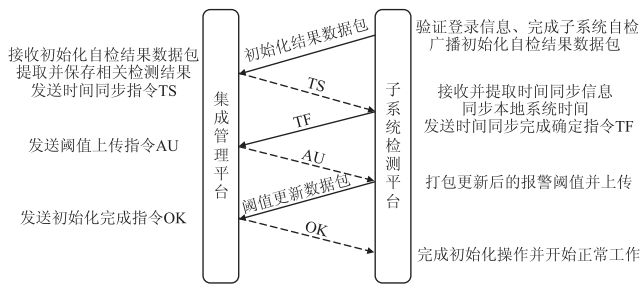 验证登录信息、完成子系统自检
广播初始化自检结果数据包
初始化结果数据包
接收初始化自检结果数据包
提取并保存相关检测结果
发送时间同步指令TS
TS
接收并提取时间同步信息
同步本地系统时间
发送时间同步完成确定指令TF
TF
集成管理平台
子系统检测平台
发送阈值上传指令AU
AU
打包更新后的报警阈值并上传
阈值更新数据包
发送初始化完成指令OK
OK
完成初始化操作并开始正常工作